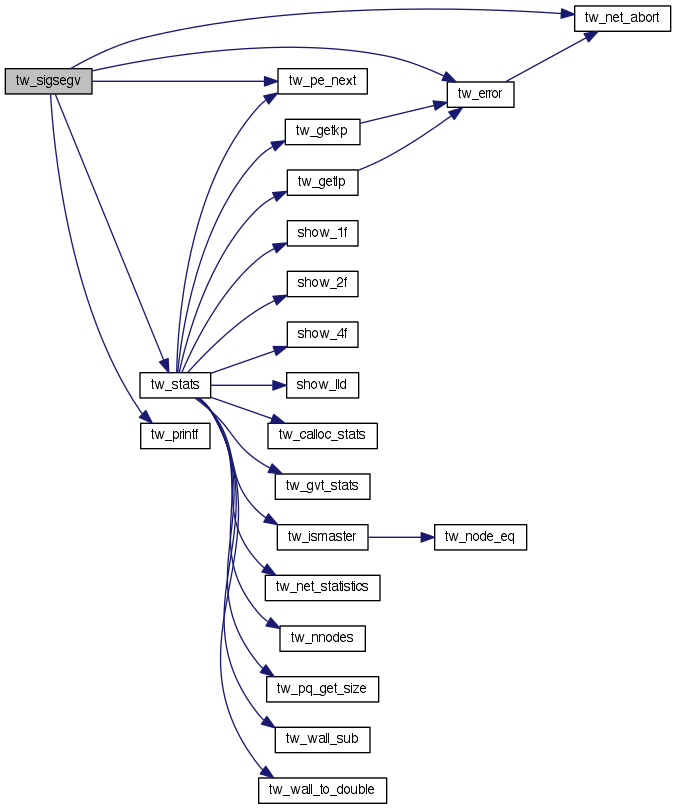 tw_net_abort
tw_sigsegv
tw_pe_next
tw_error
tw_getkp
tw_getlp
show_1f
show_2f
show_4f
tw_stats
show_lld
tw_printf
tw_calloc_stats
tw_gvt_stats
tw_ismaster
tw_node_eq
tw_net_statistics
tw_nnodes
tw_pq_get_size
tw_wall_sub
tw_wall_to_double